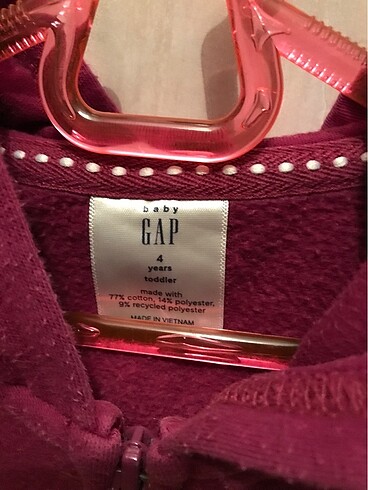 baby
GAP
4
years
toddler
made with
77% cotton, 14% polyester,
9% recycled polyester
MADE IN VIETNAM